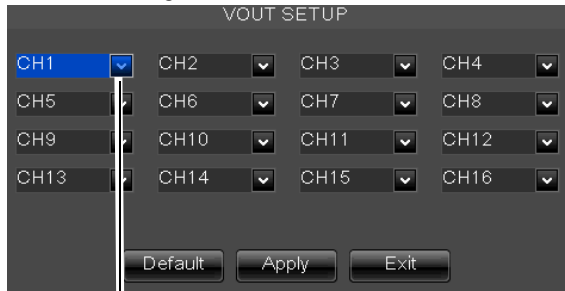 VOUT SETUP
CH1 CH2 CH3 CH4
CH5 CH6 CH7 CH8
CH9 CH10 CH11 CH12
CH13 CH14 CH15 CH16
Default Apply Exit